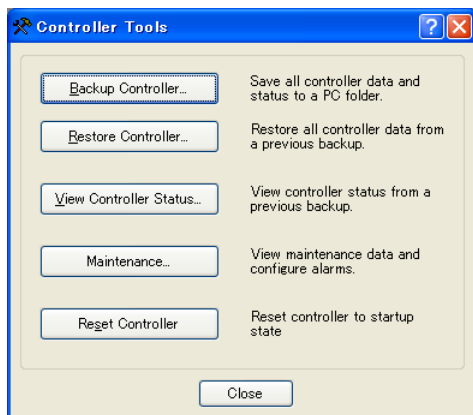 Controller Tools
Backup Controller...
Save all controller data and
status to a PC folder.
Restore Controller...
Restore all controller data from
a previous backup.
View Controller Status...
View controller status from a
previous backup.
Maintenance...
View maintenance data and
configure alarms.
Reset Controller
Reset controller to startup
state
Close